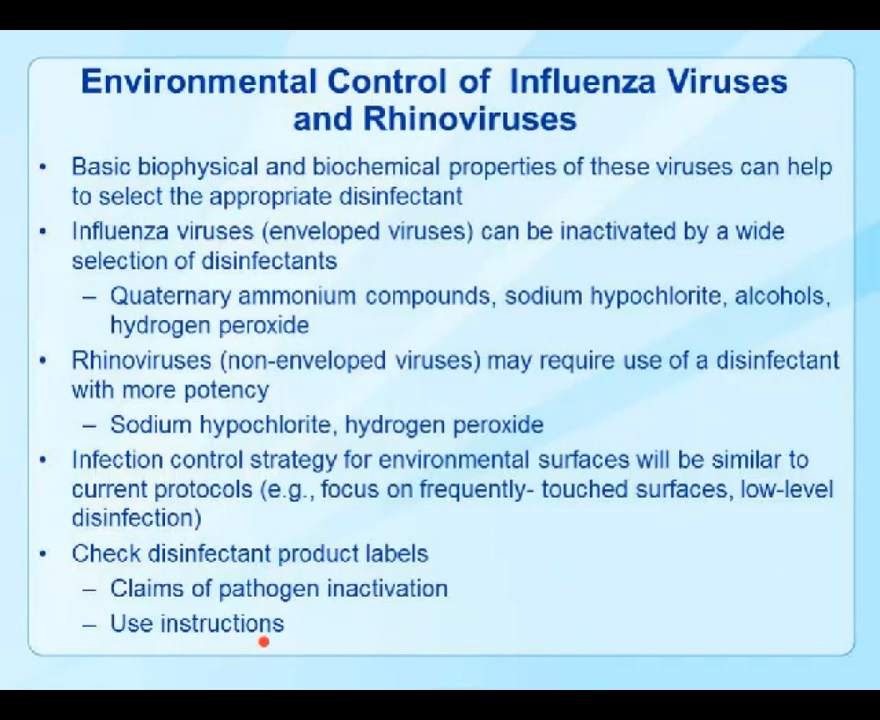 Environmental Control of Influenza Viruses
and Rhinoviruses
• Basic biophysical and biochemical properties of these viruses can help
to select the appropriate disinfectant
• Influenza viruses (enveloped viruses) can be inactivated by a wide
selection of disinfectants
– Quaternary ammonium compounds, sodium hypochlorite, alcohols,
hydrogen peroxide
• Rhinoviruses (non-enveloped viruses) may require use of a disinfectant
with more potency
– Sodium hypochlorite, hydrogen peroxide
• Infection control strategy for environmental surfaces will be similar to
current protocols (e.g., focus on frequently- touched surfaces, low-level
disinfection)
• Check disinfectant product labels
– Claims of pathogen inactivation
– Use instructions